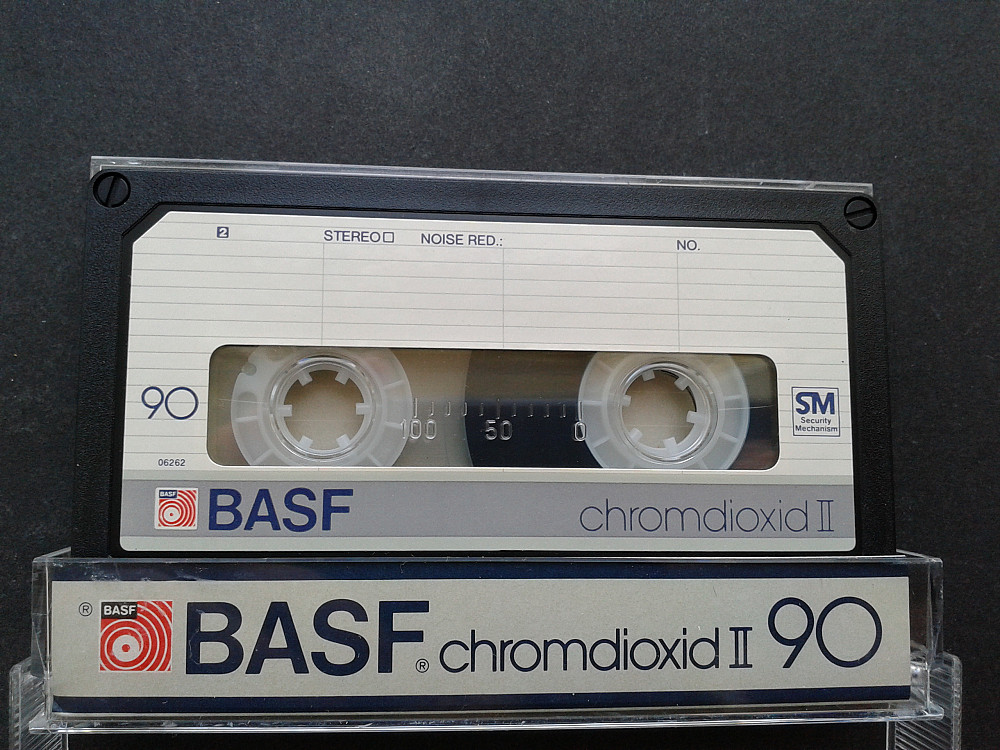 2 STEREO NOISE RED.: NO.
90
100 50 0
SM
Security
Mechanism
06262
BASF BASF chromdioxid II
® BASF BASF® chromdioxid II 90